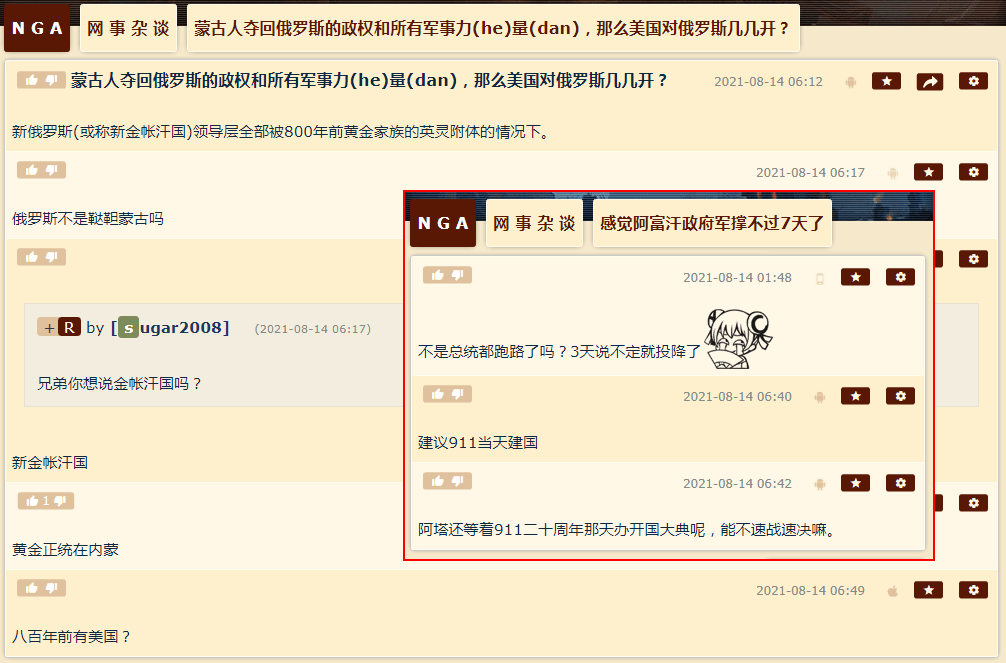 NGA 网事杂谈 蒙古人夺回俄罗斯的政权和所有军事力(he)量(dan)，那么美国对俄罗斯几几开？
蒙古人夺回俄罗斯的政权和所有军事力(he)量(dan)，那么美国对俄罗斯几几开？ 2021-08-14 06:12
新俄罗斯(或称新金帐汗国)领导层全部被800年前黄金家族的英灵附体的情况下。
2021-08-14 06:17
俄罗斯不是鞑靼蒙古吗
+ R by [sugar2008] (2021-08-14 06:17)
兄弟你想说金帐汗国吗？
新金帐汗国
1
黄金正统在内蒙
2021-08-14 06:49
八百年前有美国？
NGA 网事杂谈 感觉阿富汗政府军撑不过7天了
2021-08-14 01:48
不是总统都跑路了吗？3天说不定就投降了
2021-08-14 06:40
建议911当天建国
2021-08-14 06:42
阿塔还等着911二十周年那天办开国大典呢，能不速战速决嘛。